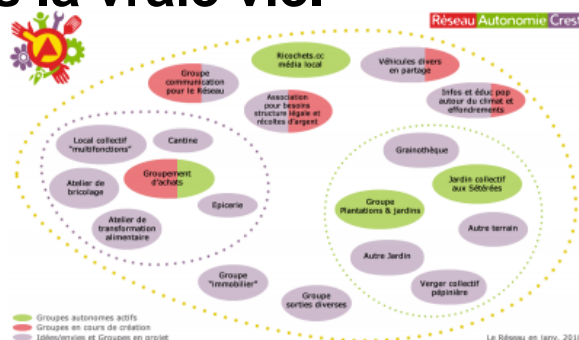 s la vraie vie.
Réseau Autonomie Crest
Ricochets.cc
média local
Véhicules divers
en partage
Groupe
communication
pour le Réseau
Association
pour besoins
structure légale et
récoltes d'argent
Infos et éduc pop
autour du climat et
effondrements
Local collectif
"multifonctions"
Cantine
Grainothèque
Groupement
d'achats
Jardin collectif
aux Sétérées
Atelier de
bricolage
Epicerie
Groupe
Plantations & jardins
Atelier de
transformation
alimentaire
Autre terrain
Autre Jardin
Groupe
"immobilier"
Verger collectif
pépinière
Groupe
sorties diverses
Groupes autonomes actifs
Groupes en cours de création
Idées/envies et Groupes en projet
Le Réseau en janv.